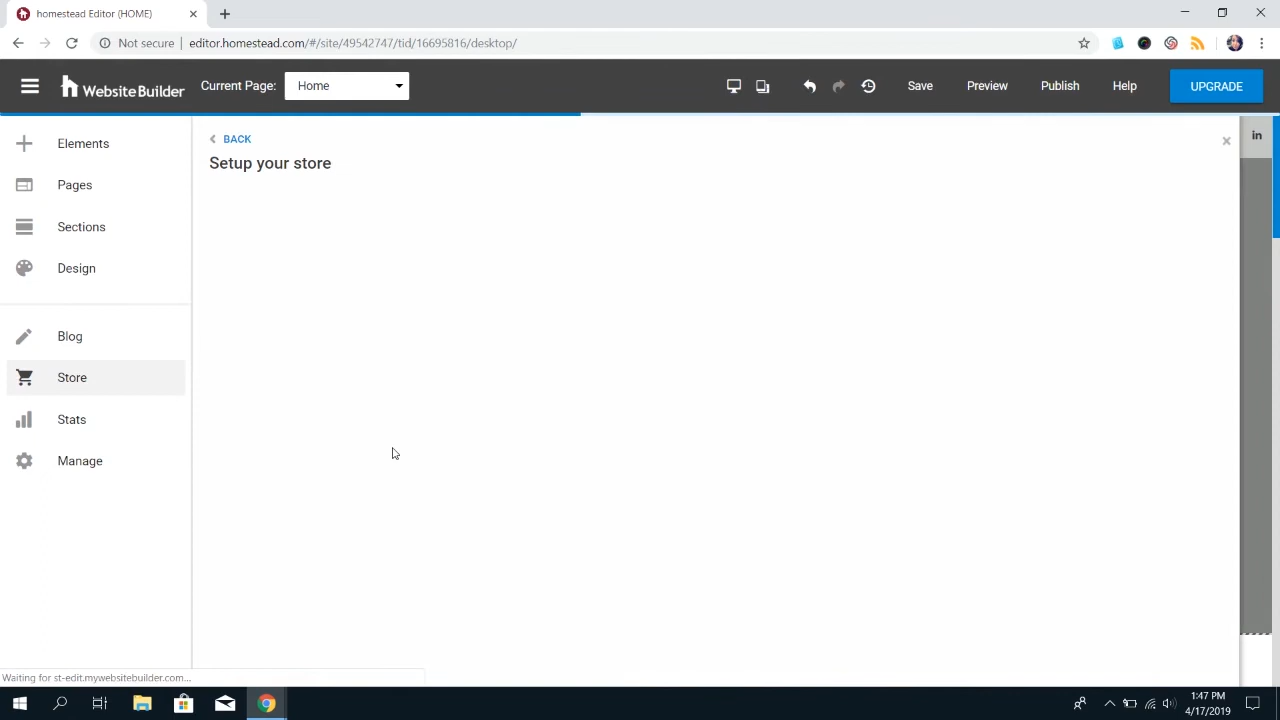 homestead Editor (HOME)
Not secure
editor.homestead.com/#/site/49542747/tid/16695816/desktop/
WebsiteBuilder
Current Page:
Home
Save
Preview
Publish
Help
UPGRADE
Elements
Pages
Sections
Design
Blog
Store
Stats
Manage
BACK
Setup your store
in
Waiting for st-edit.mywebsitebuilder.com...
1:47 PM
4/17/2019